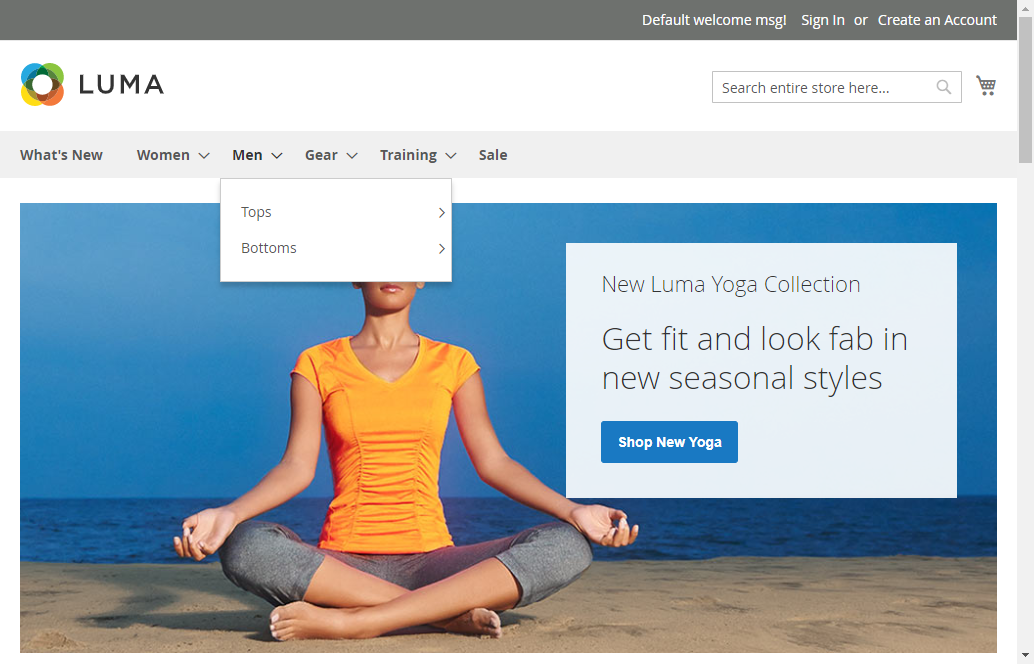 Default welcome msg! Sign In or Create an Account
LUMA
Search entire store here...
What's New Women Men Gear Training Sale
Tops
Bottoms
New Luma Yoga Collection
Get fit and look fab in
new seasonal styles
Shop New Yoga